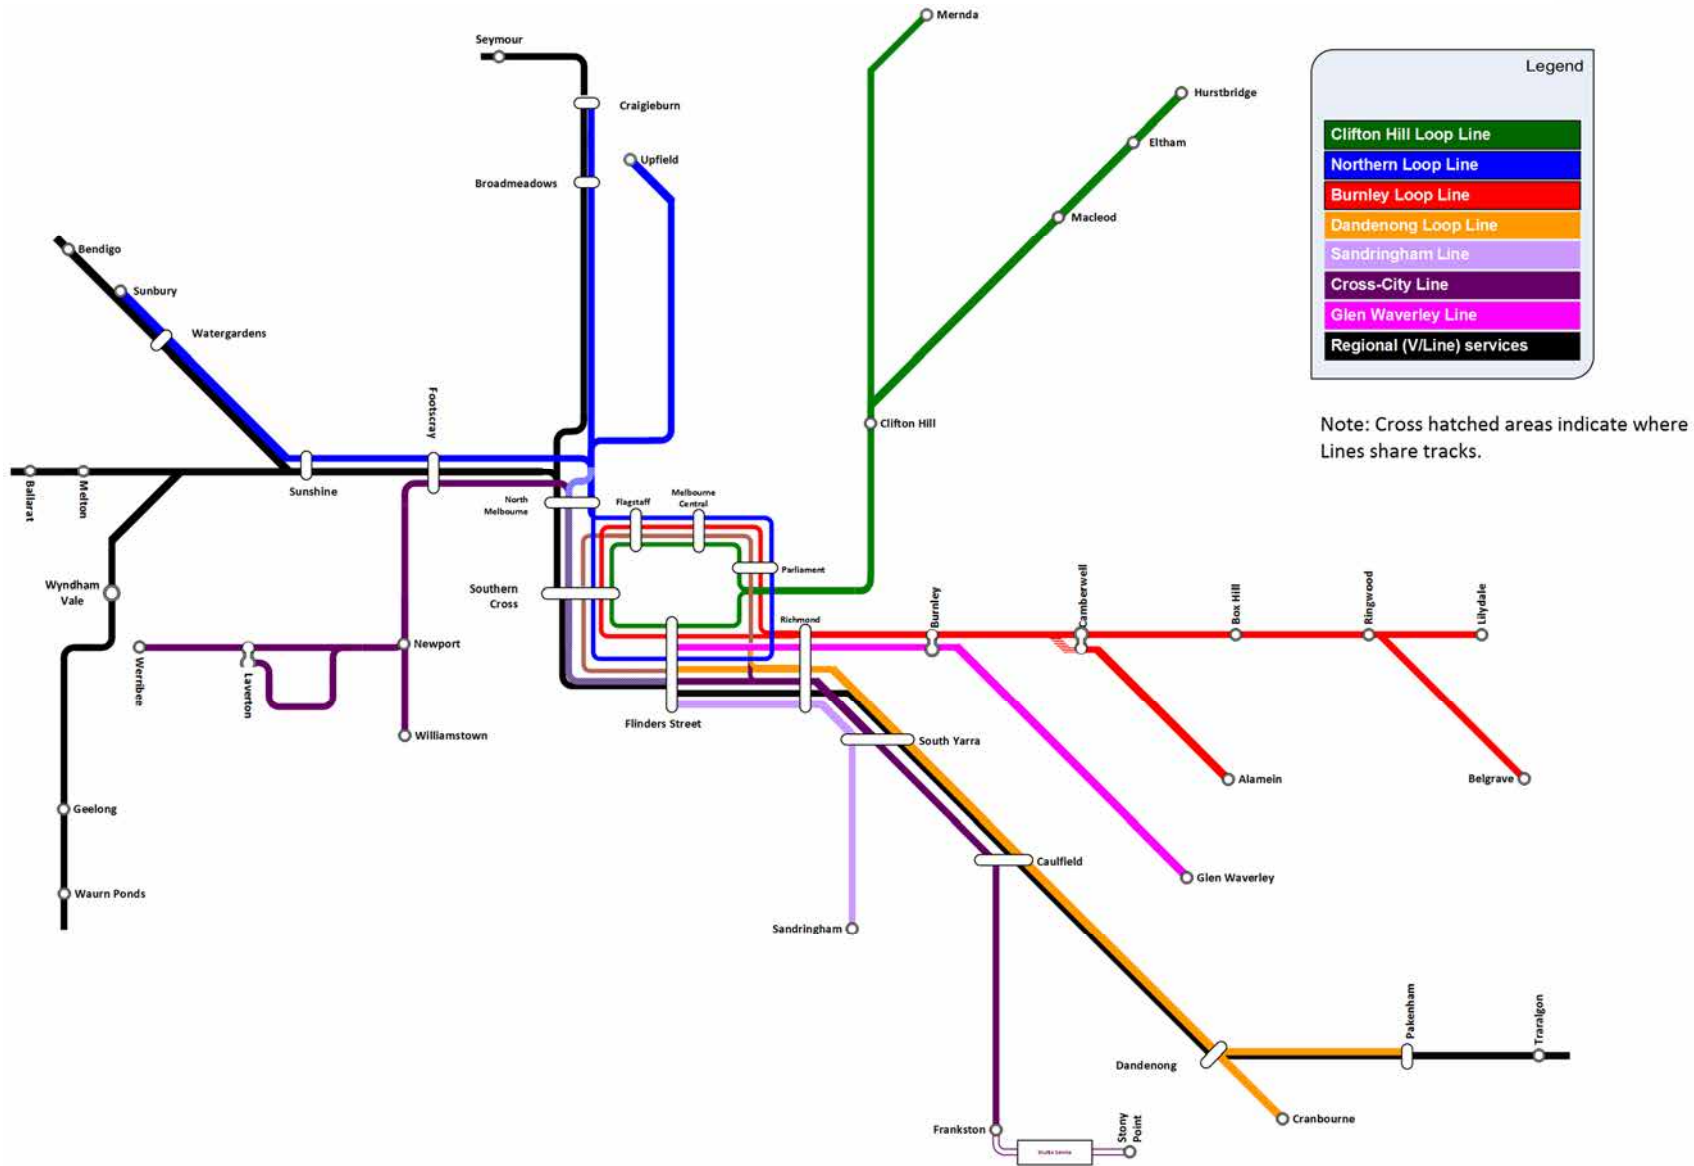 Mernda
Seymour
Legend
Hurstbridge
Craigieburn
Clifton Hill Loop Line
Eltham
Upfield
Northern Loop Line
Broadmeadows
Burnley Loop Line
Macleod
Dandenong Loop Line
Bendigo
Sandringham Line
Sunbury
Cross-City Line
Glen Waverley Line
Watergardens
Regional (V/Line) services
Footscray
Note: Cross hatched areas indicate where
Lines share tracks.
Clifton Hill
Sunshine
Ballarat
Melton
North
Melbourne
Flagstaff
Melbourne
Central
Parliament
Wyndham
Vale
Southern
Cross
Richmond
Burnley
Camberwell
Box Hill
Ringwood
Lilydale
Newport
Werribee
Laverton
Flinders Street
Williamstown
South Yarra
Alamein
Belgrave
Geelong
Caulfield
Glen Waverley
Waurn Ponds
Sandringham
Pakenham
Traralgon
Dandenong
Cranbourne
Frankston
Stony
Point